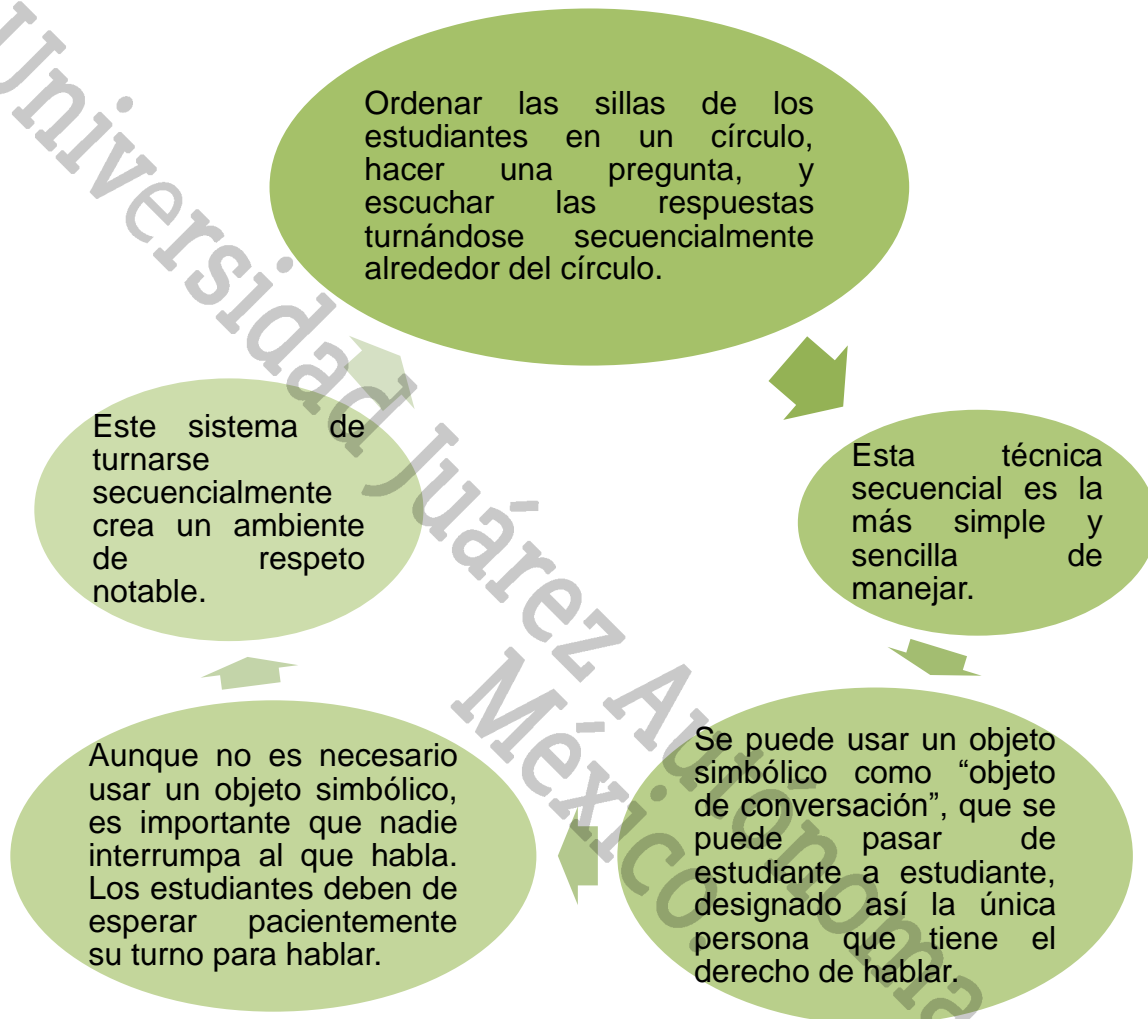 Ordenar las sillas de los
estudiantes en un círculo,
hacer una pregunta, y
escuchar las respuestas
turnándose secuencialmente
alrededor del círculo.
Esta técnica
secuencial es la
más simple y
sencilla de
manejar.
Se puede usar un objeto
simbólico como “objeto
de conversación”, que se
puede pasar de
estudiante a estudiante,
designado así la única
persona que tiene el
derecho de hablar.
Aunque no es necesario
usar un objeto simbólico,
es importante que nadie
interrumpa al que habla.
Los estudiantes deben de
esperar pacientemente
su turno para hablar.
Este sistema de
turnarse
secuencialmente
crea un ambiente
de respeto
notable.
Universidad Juárez Autónoma
México.